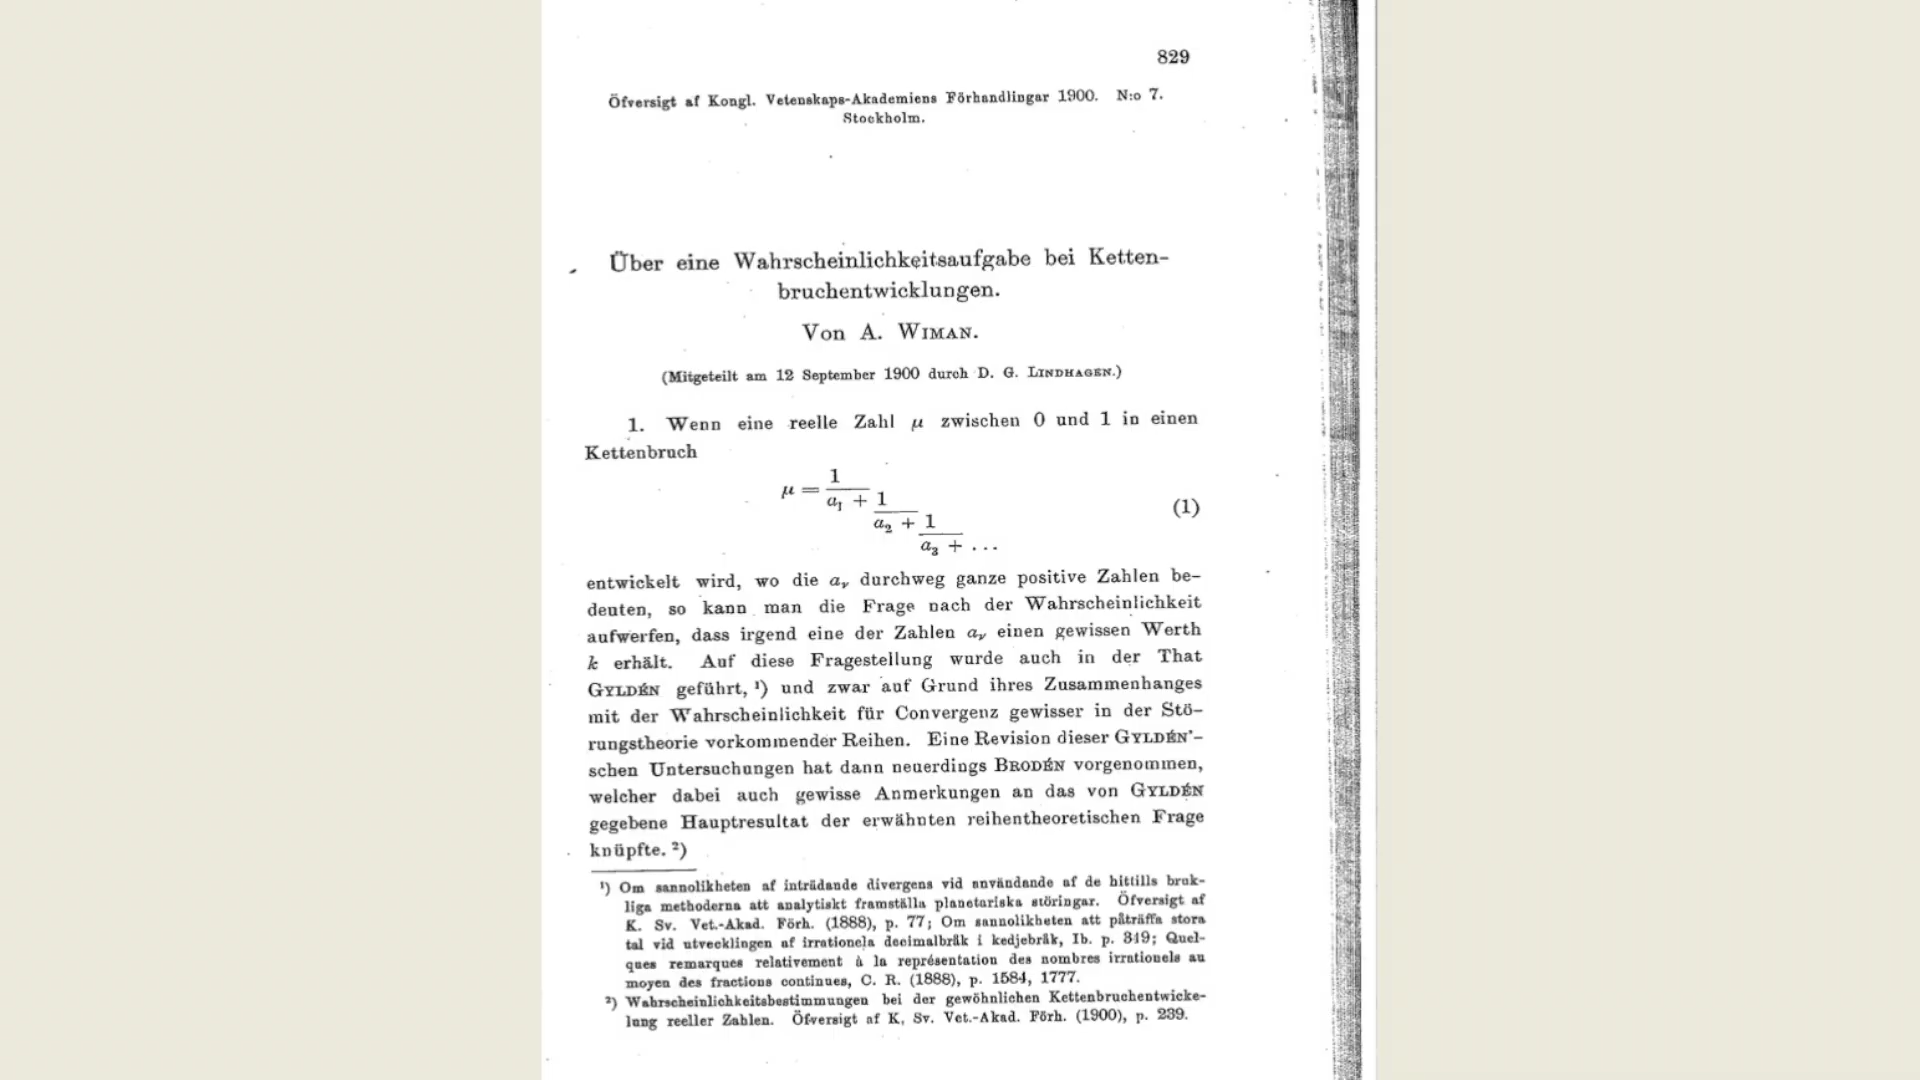 829
Öfversigt af Kongl. Vetenskaps-Akademiens Förhandlingar 1900. N:o 7.
Stockholm.
Über eine Wahrscheinlichkeitsaufgabe bei Ketten-
bruchentwicklungen.
Von A. WIMAN.
(Mitgeteilt am 12 September 1900 durch D. G. LINDHAGEN.)
1. Wenn eine reelle Zahl μ zwischen 0 und 1 in einen
Kettenbruch
μ = 1
a₁ + 1
a₂ + 1
a₃ + ...
(1)
entwickelt wird, wo die aᵥ durchweg ganze positive Zahlen be-
deuten, so kann man die Frage nach der Wahrscheinlichkeit
aufwerfen, dass irgend eine der Zahlen aᵥ einen gewissen Werth
k erhält. Auf diese Fragestellung wurde auch in der That
GYLDÉN geführt, ¹) und zwar auf Grund ihres Zusammenhanges
mit der Wahrscheinlichkeit für Convergenz gewisser in der Stö-
rungstheorie vorkommender Reihen. Eine Revision dieser GYLDÉN'-
schen Untersuchungen hat dann neuerdings BRODÉN vorgenommen,
welcher dabei auch gewisse Anmerkungen an das von GYLDÉN
gegebene Hauptresultat der erwähnten reihentheoretischen Frage
knüpfte. ²)
¹) Om sannolikheten af inträdande divergens vid användande af de hittills bruk-
liga methoderna att analytiskt framställa planetariska störingar. Öfversigt af
K. Sv. Vet.-Akad. Förh. (1888), p. 77; Om sannolikheten att påträffa stora
tal vid utvecklingen af irrationela decimalbråk i kedjebråk, Ib. p. 349; Quel-
ques remarques relativement à la représentation des nombres irrationels au
moyen des fractions continues, C. R. (1888), p. 1584, 1777.
²) Wahrscheinlichkeitsbestimmungen bei der gewöhnlichen Kettenbruchentwicke-
lung reeller Zahlen. Öfversigt af K. Sv. Vet.-Akad. Förh. (1900), p. 239.